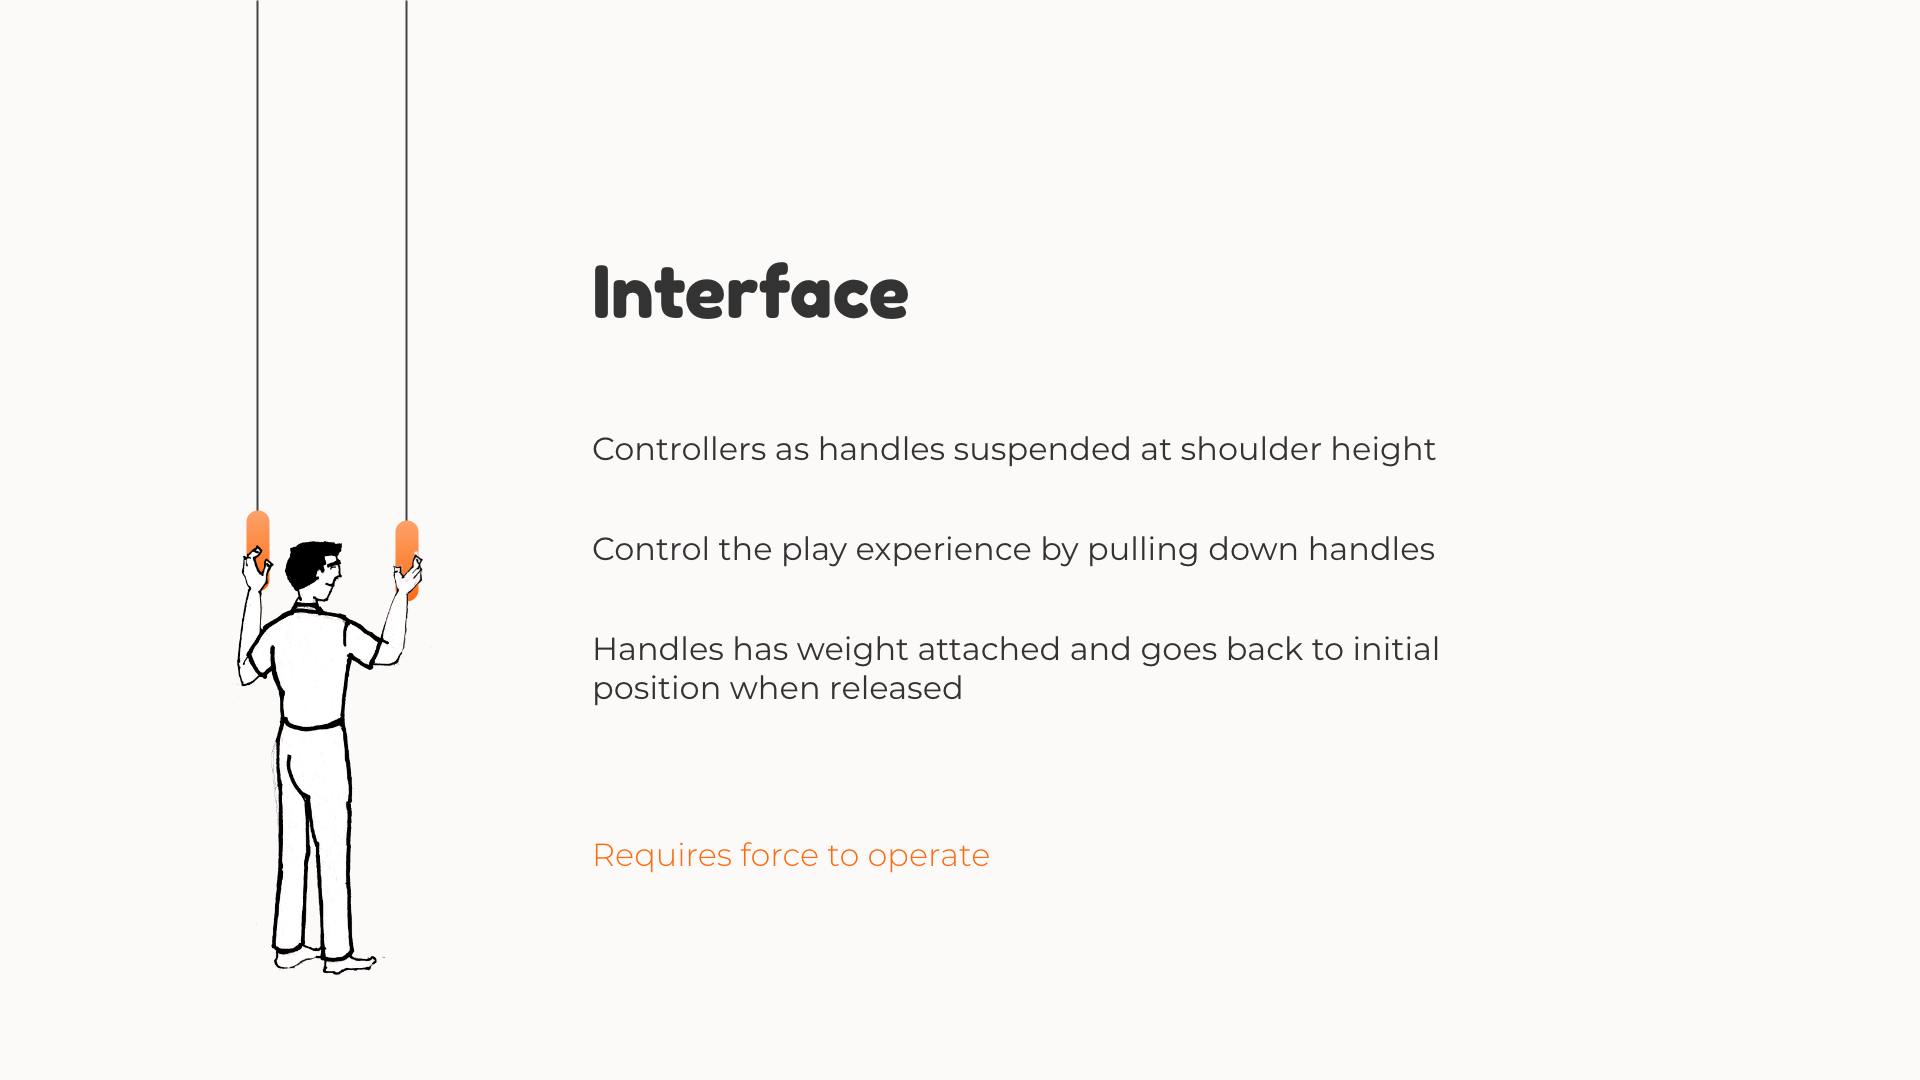 Interface
Controllers as handles suspended at shoulder height
Control the play experience by pulling down handles
Handles has weight attached and goes back to initial
position when released
Requires force to operate